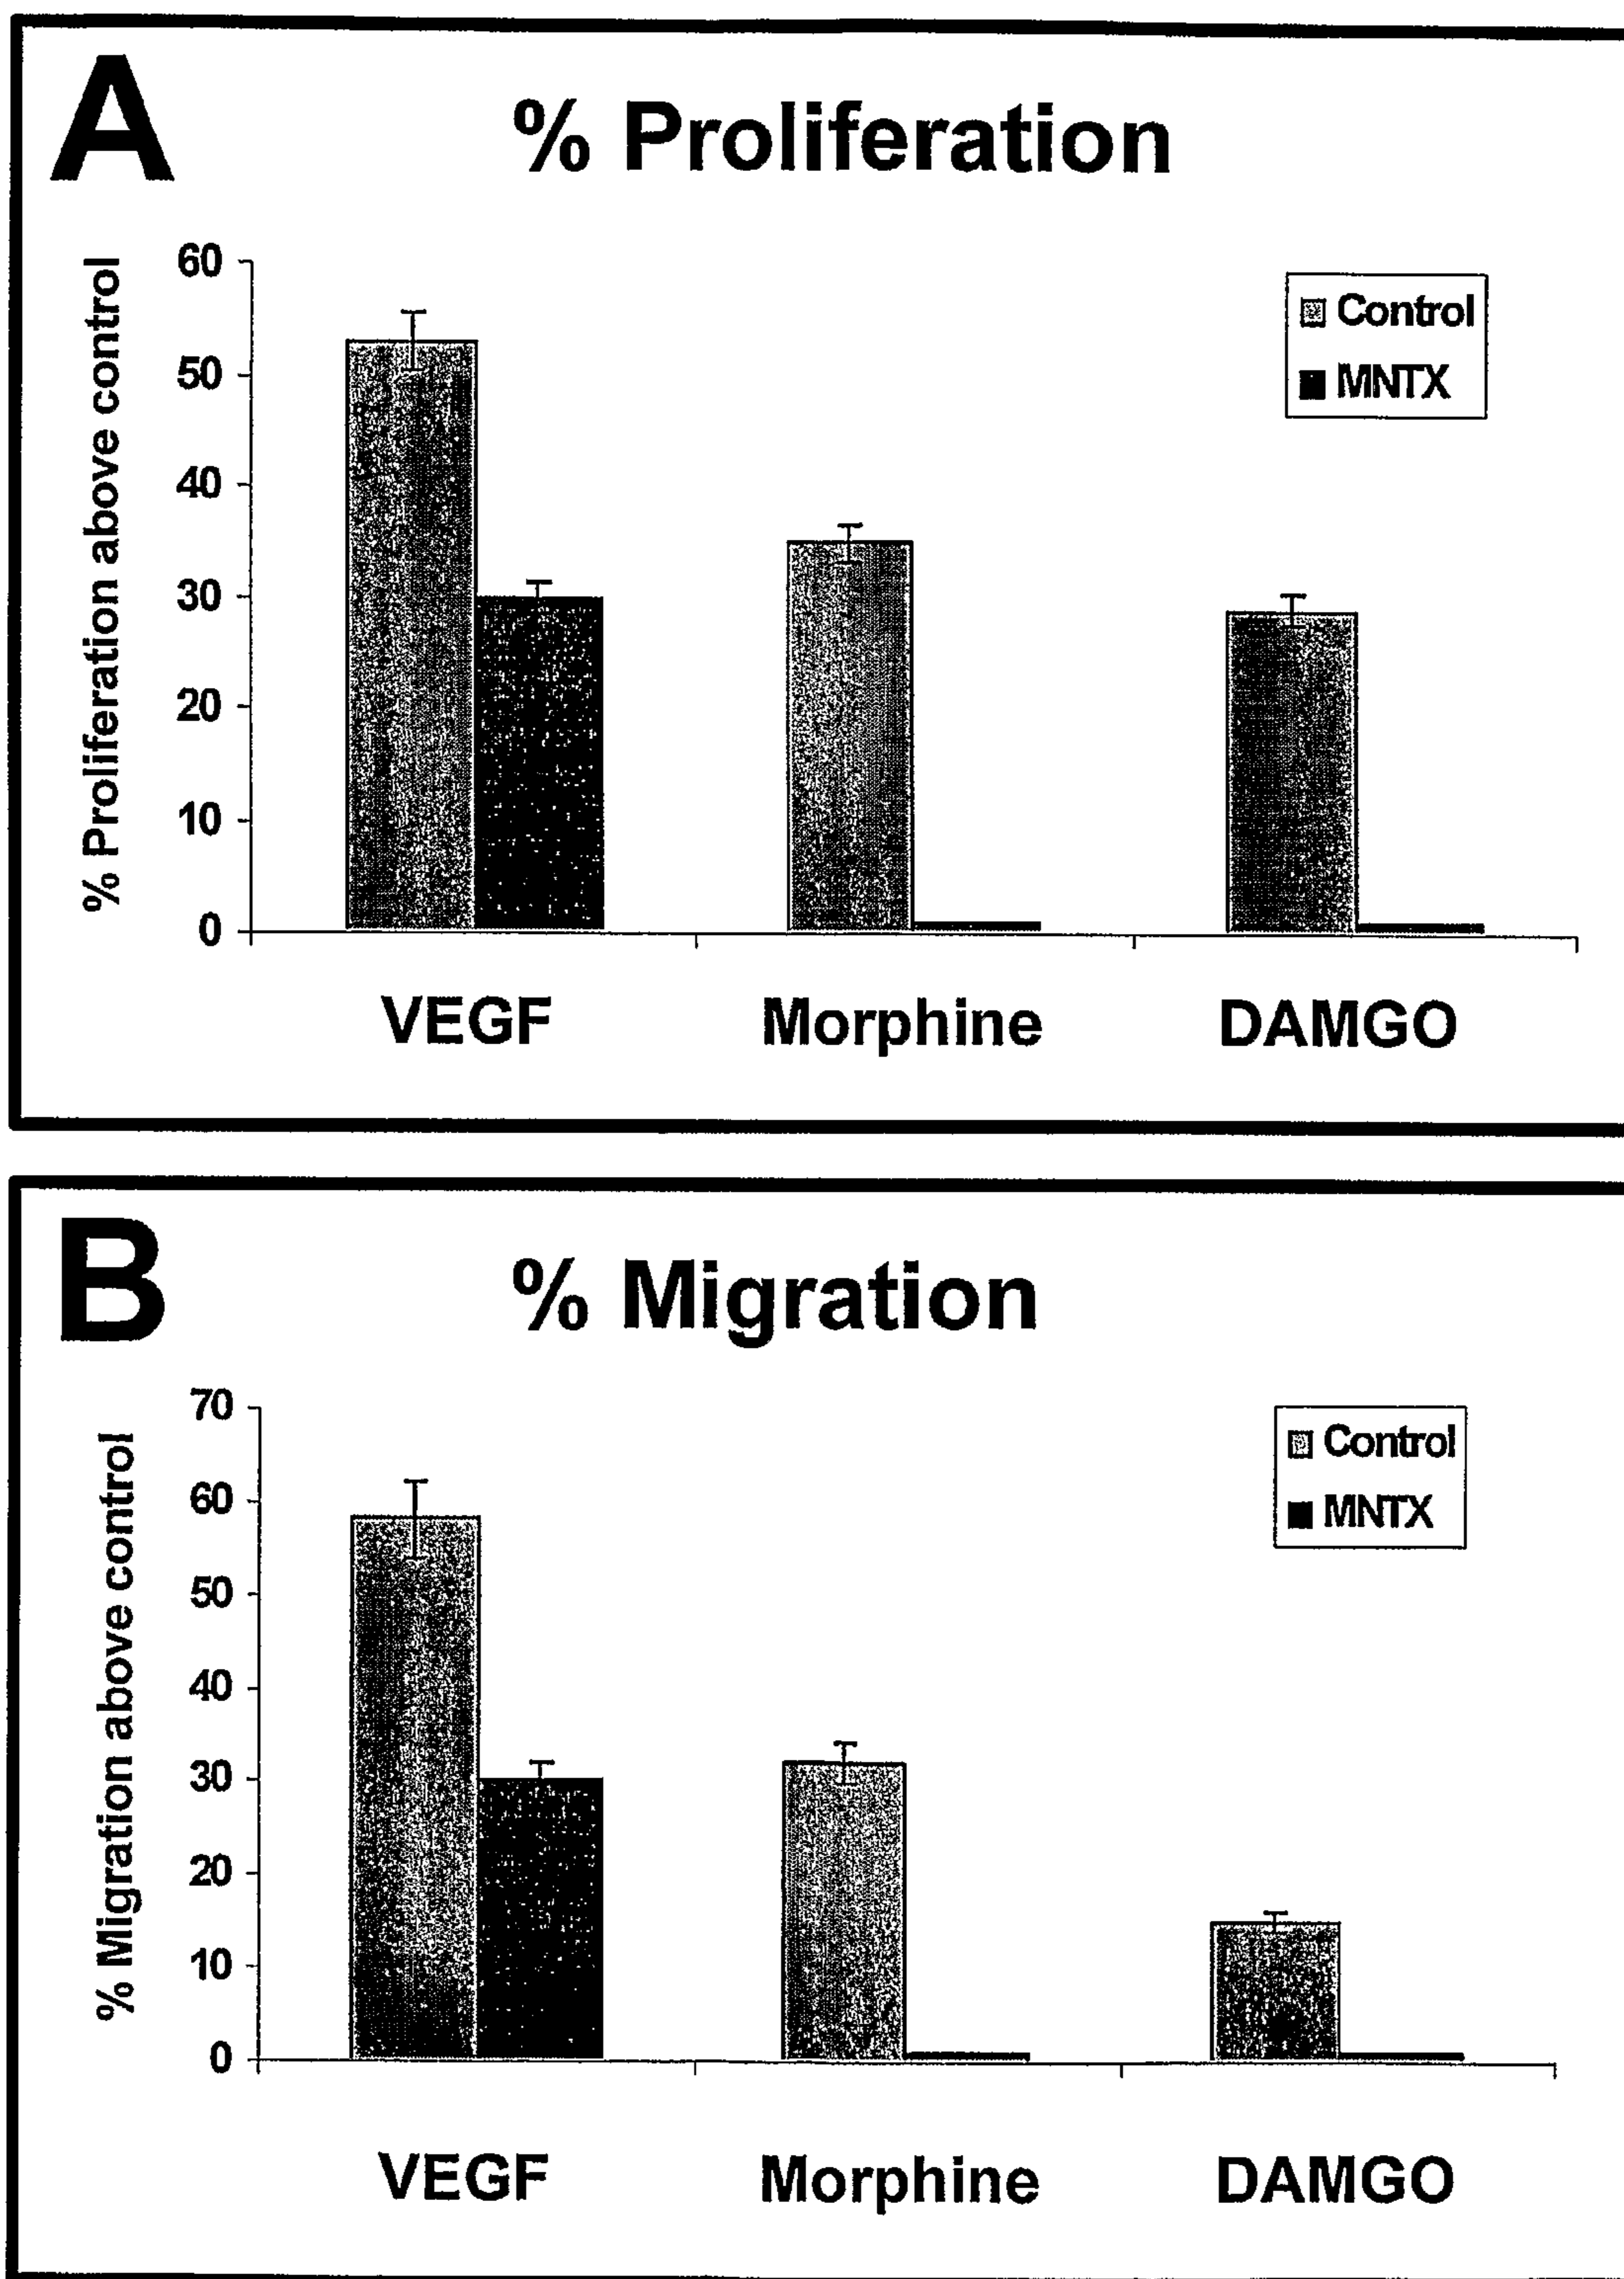 A
% Proliferation
% Proliferation above control
60
50
40
30
20
10
0
Control
MNTX
VEGF
Morphine
DAMGO
B
% Migration
% Migration above control
70
60
50
40
30
20
10
0
Control
MNTX
VEGF
Morphine
DAMGO